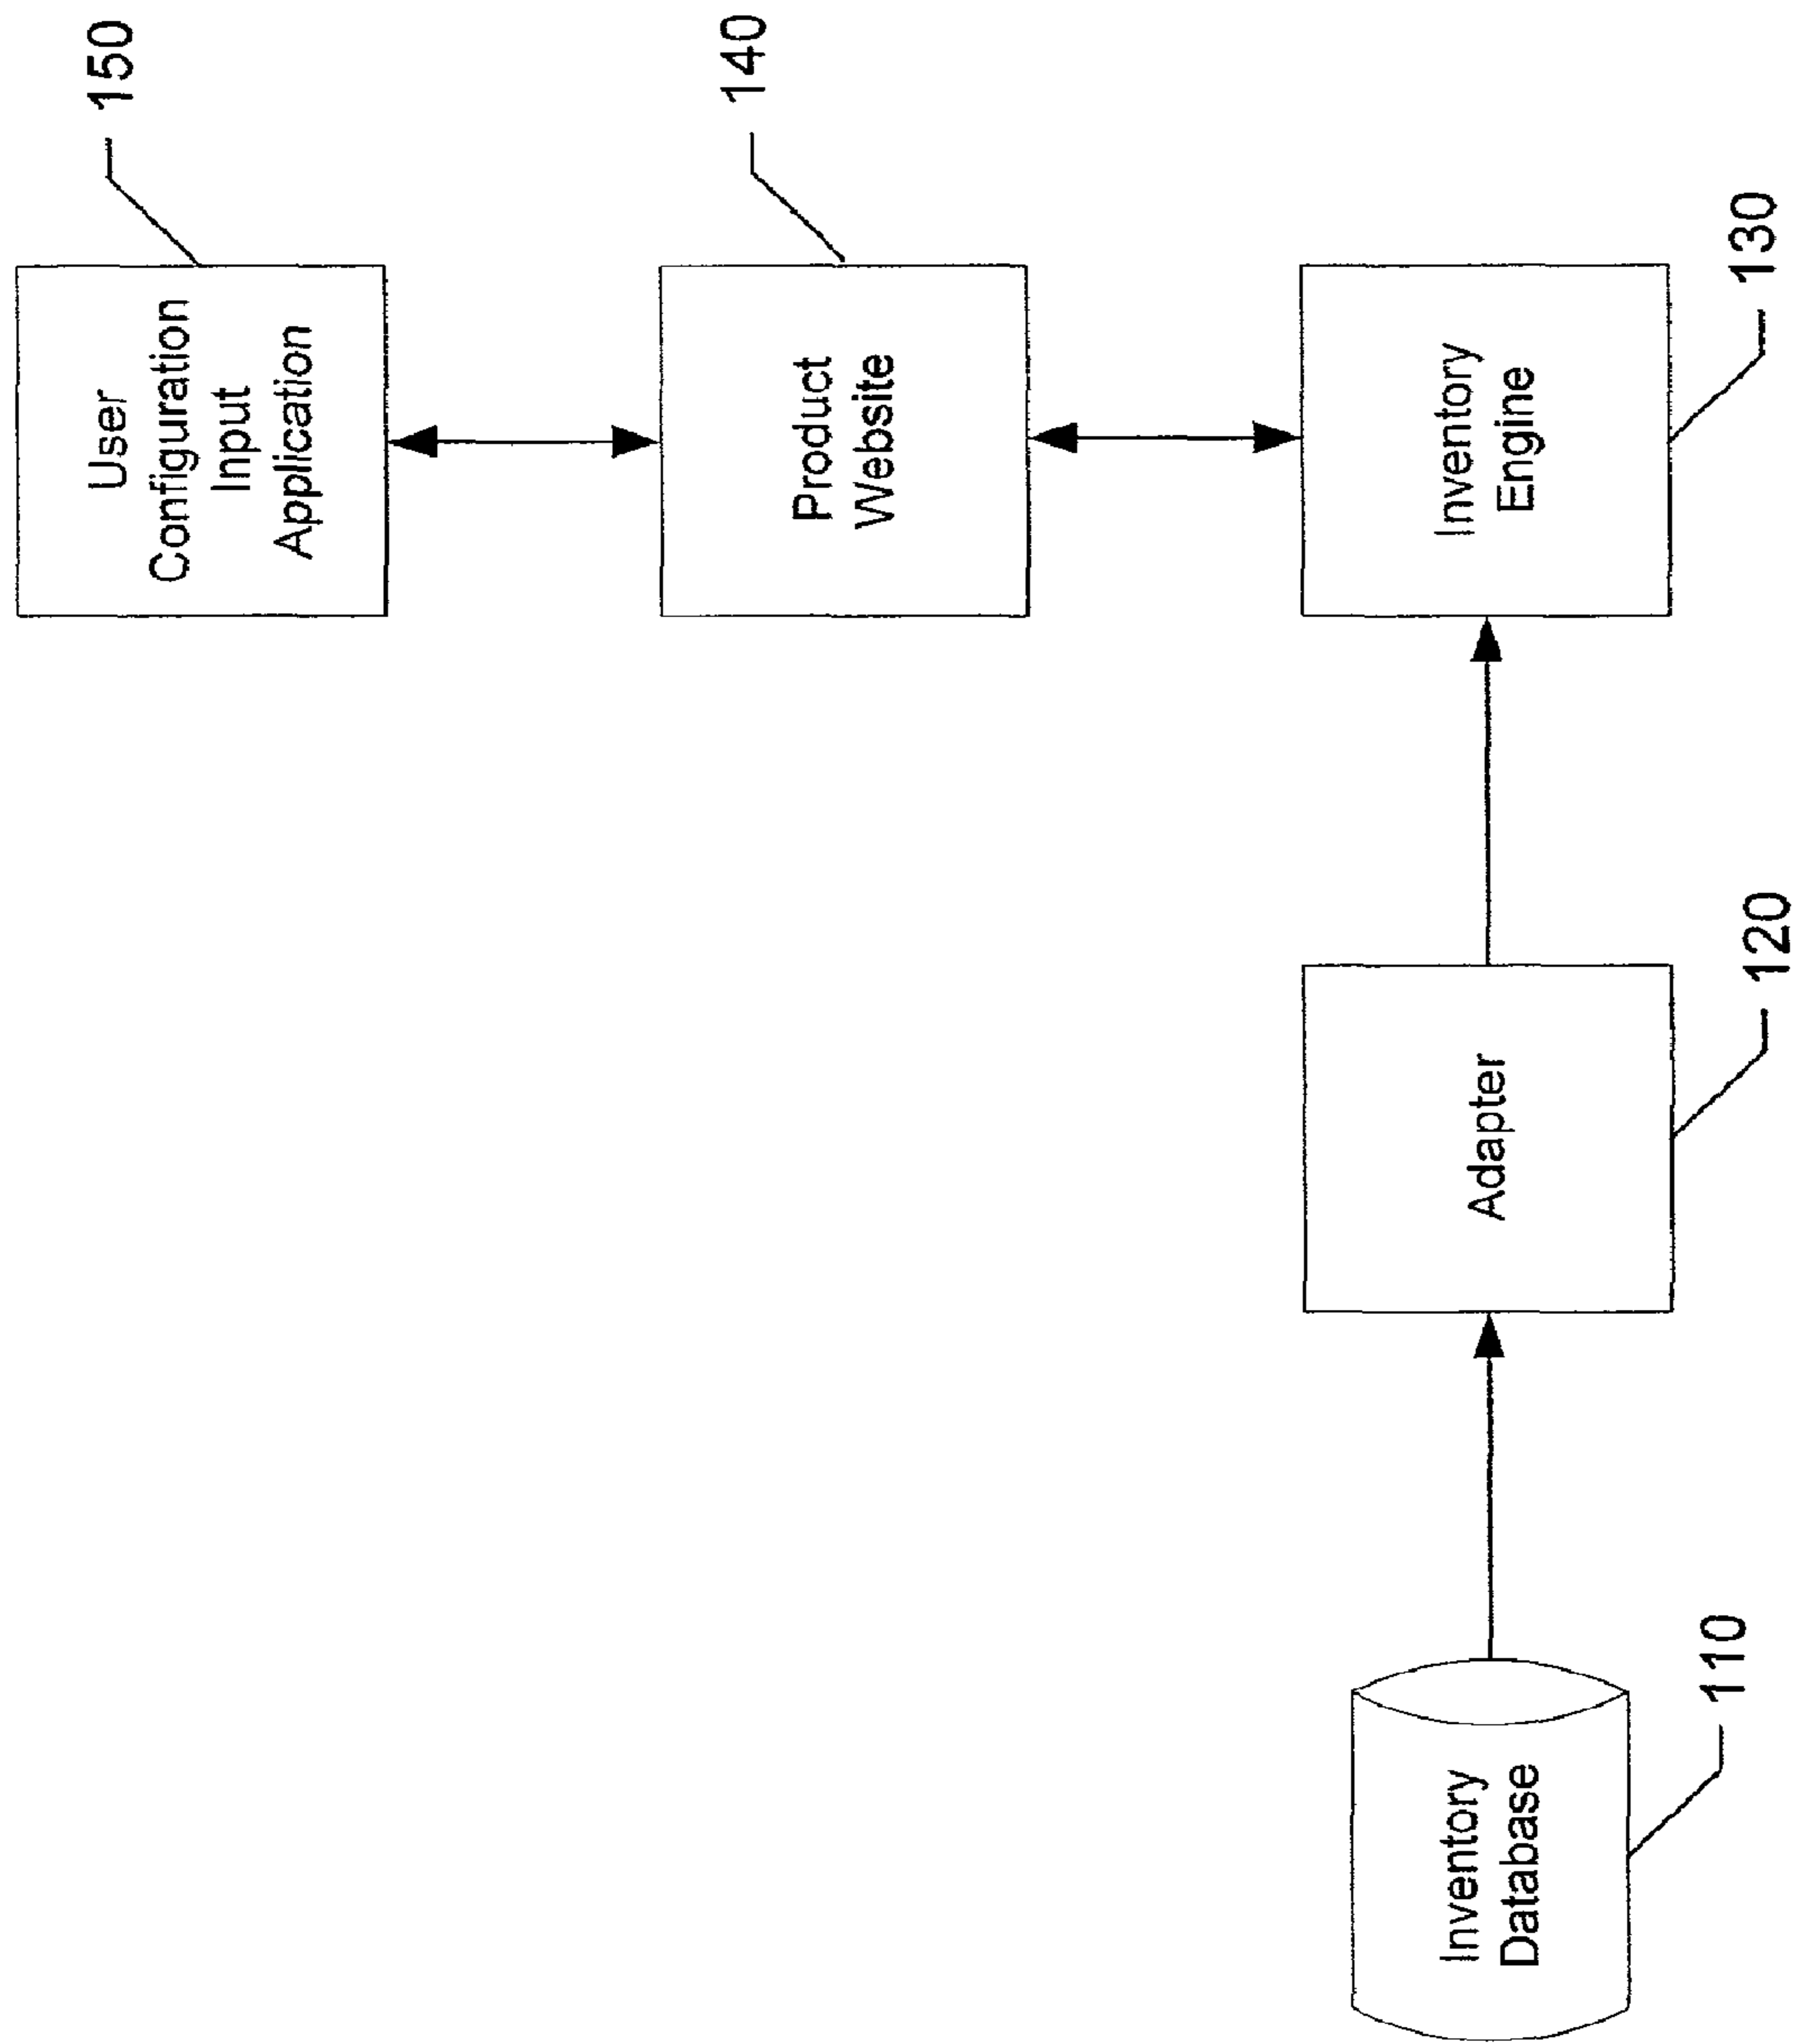 User
Configuration
Input
Application
150
Product
Website
140
Inventory
Engine
130
Adapter
120
Inventory
Database
110